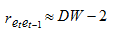 r_{e_t e_{t-1}} ≈ DW − 2